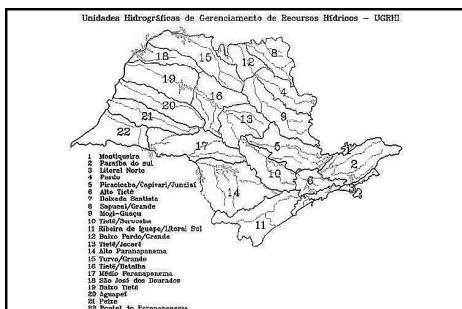 Unidades Hidrográficas de Gerenciamento de Recursos Hídricos - UGRHI
18
15
12
8
19
16
4
20
13
9
21
22
17
5
2
10
6
14
7
3
11
1 Mantiqueira
2 Paraíba do sul
3 Literal Norte
4 Pardo
5 Piracicaba/Capivari/Jundiaí
6 Alto Tietê
7 Baixada Santista
8 Sapucaí/Grande
9 Mogi-Guaçu
10 Tietê/Sorocaba
11 Ribeira de Iguape/Litoral Sul
12 Baixo Pardo/Grande
13 Tietê/Jacaré
14 Alto Paranapanema
15 Turvo/Grande
16 Tietê/Batalha
17 Médio Paranapanema
18 São José dos Dourados
19 Baixo Tietê
20 Aguapeí
21 Peixe
22 Pontal do Paranapanema